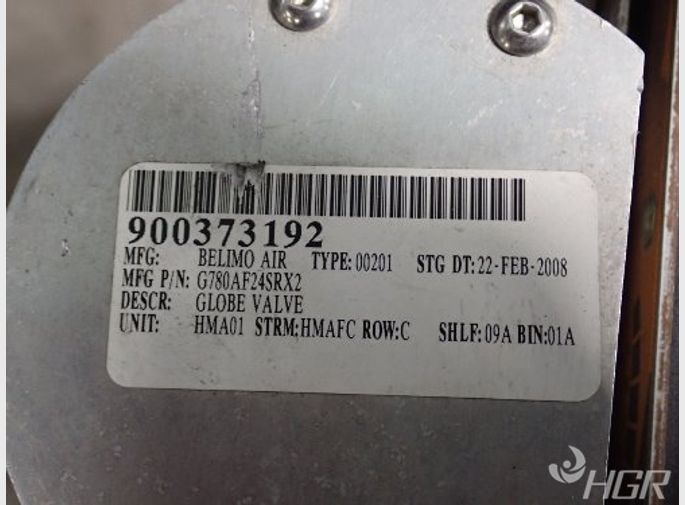 900373192
MFG: BELIMO AIR TYPE: 00201 STG DT: 22-FEB-2008
MFG P/N: G780AF24SRX2
DESCR: GLOBE VALVE
UNIT: HMA01 STRM:HMAFC ROW:C SHLF: 09A BIN:01A
HGR